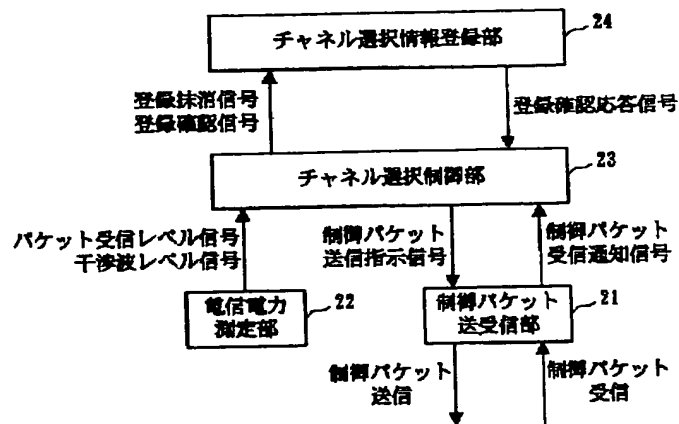 チャネル選択情報登録部
24
登録抹消信号
登録確認信号
登録確認応答信号
チャネル選択制御部
23
パケット受信レベル信号
干渉波レベル信号
制御パケット
送信指示信号
制御パケット
受信通知信号
電信電力
測定部
22
制御パケット
送受信部
21
制御パケット
送信
制御パケット
受信